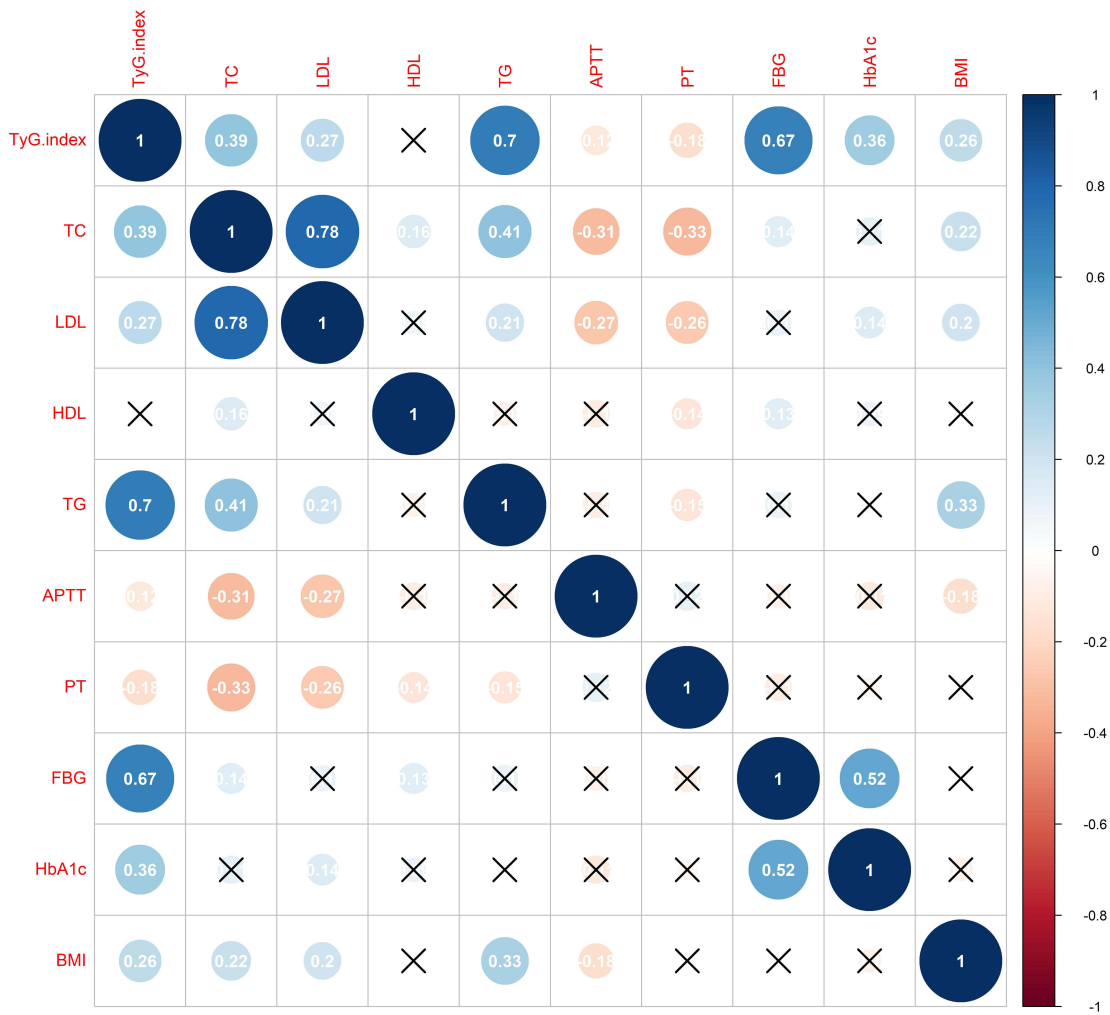 TyG.index TC LDL HDL TG APTT PT FBG HbA1c BMI
TyG.index 1 0.39 0.27 0.7 0.12 -0.18 0.67 0.36 0.26
TC 0.39 1 0.78 0.16 0.41 -0.31 -0.33 0.14 0.22
LDL 0.27 0.78 1 0.21 -0.27 -0.26 0.14 0.2
HDL 0.16 1 -0.14 0.13
TG 0.7 0.41 0.21 1 -0.15 0.33
APTT 0.12 -0.31 -0.27 1 -0.18
PT -0.18 -0.33 -0.26 -0.14 -0.15 1
FBG 0.67 0.14 0.13 1 0.52
HbA1c 0.36 0.14 0.52 1
BMI 0.26 0.22 0.2 0.33 -0.18 1
1
0.8
0.6
0.4
0.2
0
-0.2
-0.4
-0.6
-0.8
-1